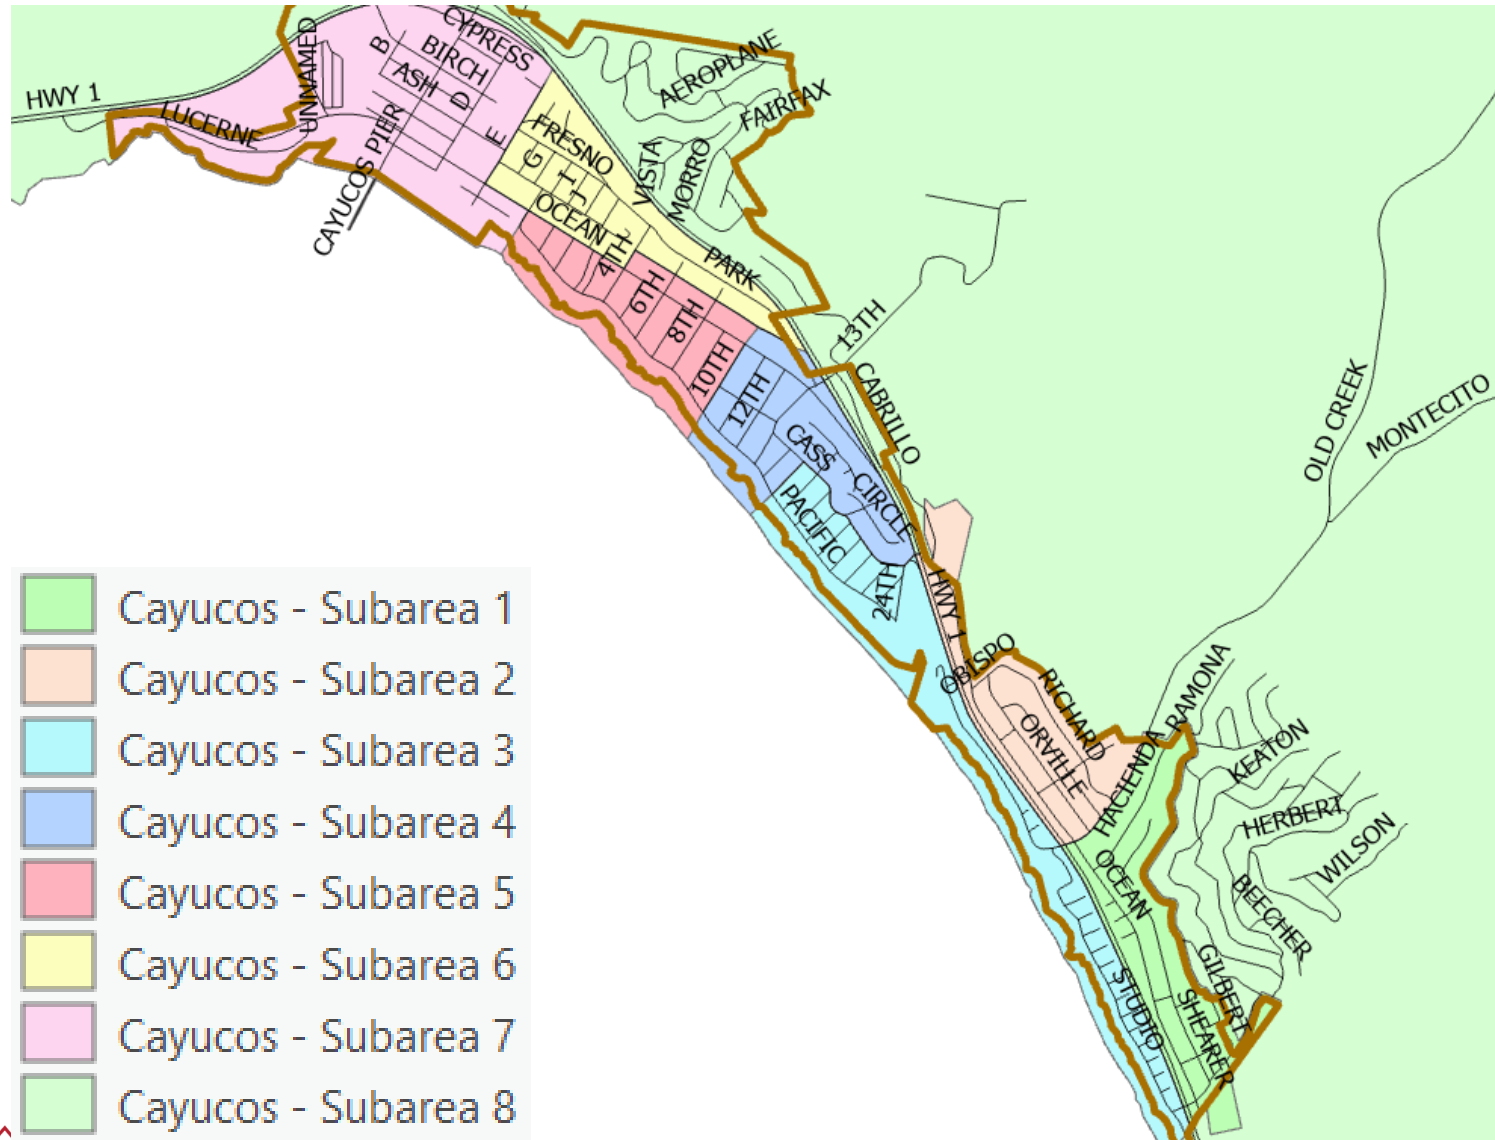 CYPRESS
UNNAMED
B
BIRCH
ASH
D
AEROPLANE
HWY 1
LUCERNE
FAIRFAX
CAYUCOS PIER
E
FRESNO
G
I
J
VISTA
MORRO
OCEAN
4TH
PARK
6TH
8TH
13TH
10TH
12TH
CABRILLO
OLD CREEK
MONTECITO
CASS
CIRCLE
PACIFIC
24TH
HWY 1
OBISPO
RICHARD
RAMONA
ORVILLE
HACIENDA
KEATON
HERBERT
WILSON
OCEAN
BEECHER
GILBERT
STUDIO
SHEARER
Cayucos - Subarea 1
Cayucos - Subarea 2
Cayucos - Subarea 3
Cayucos - Subarea 4
Cayucos - Subarea 5
Cayucos - Subarea 6
Cayucos - Subarea 7
Cayucos - Subarea 8